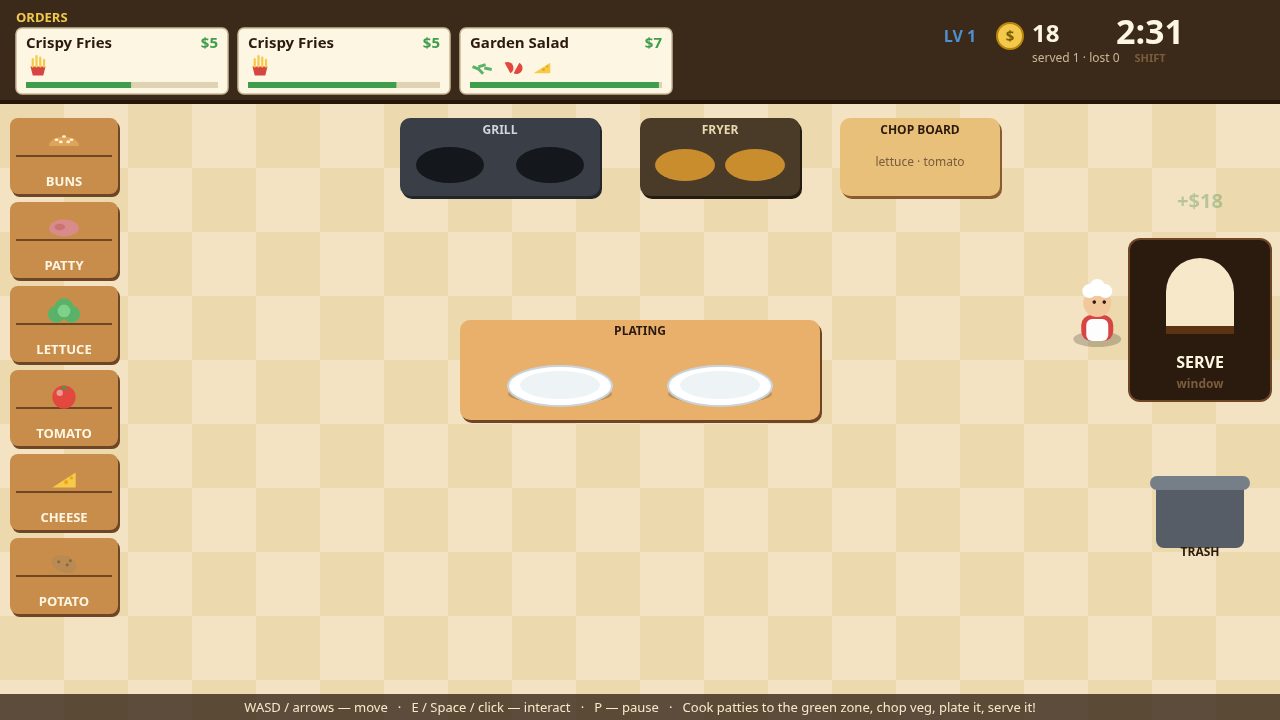 ORDERS
Crispy Fries $5
Crispy Fries $5
Garden Salad $7
LV 1
$ 18
served 1 · lost 0
2:31
SHIFT
GRILL
FRYER
CHOP BOARD
lettuce · tomato
BUNS
PATTY
LETTUCE
TOMATO
CHEESE
POTATO
PLATING
+$18
SERVE
window
TRASH
WASD / arrows — move · E / Space / click — interact · P — pause · Cook patties to the green zone, chop veg, plate it, serve it!